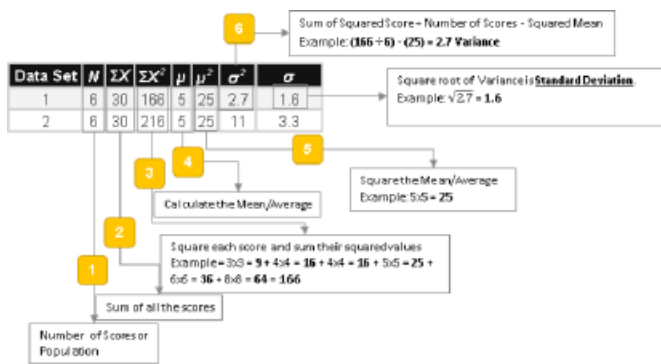 6
Sum of Squared Score ÷ Number of Scores - Squared Mean
Example: (166 ÷ 6) - (25) = 2.7 Variance
Data Set N ΣX ΣX² μ μ² σ² σ
1 6 30 166 5 25 2.7 1.6
2 6 30 216 5 25 11 3.3
Square root of Variance is Standard Deviation.
Example: √2.7 = 1.6
5
4
3
Square the Mean/Average
Example: 5x5 = 25
Calculate the Mean/Average
2
Square each score and sum their squared values
Example = 3x3 = 9 + 4x4 = 16 + 4x4 = 16 + 5x5 = 25 +
6x6 = 36 + 8x8 = 64 = 166
1
Sum of all the scores
Number of Scores or
Population